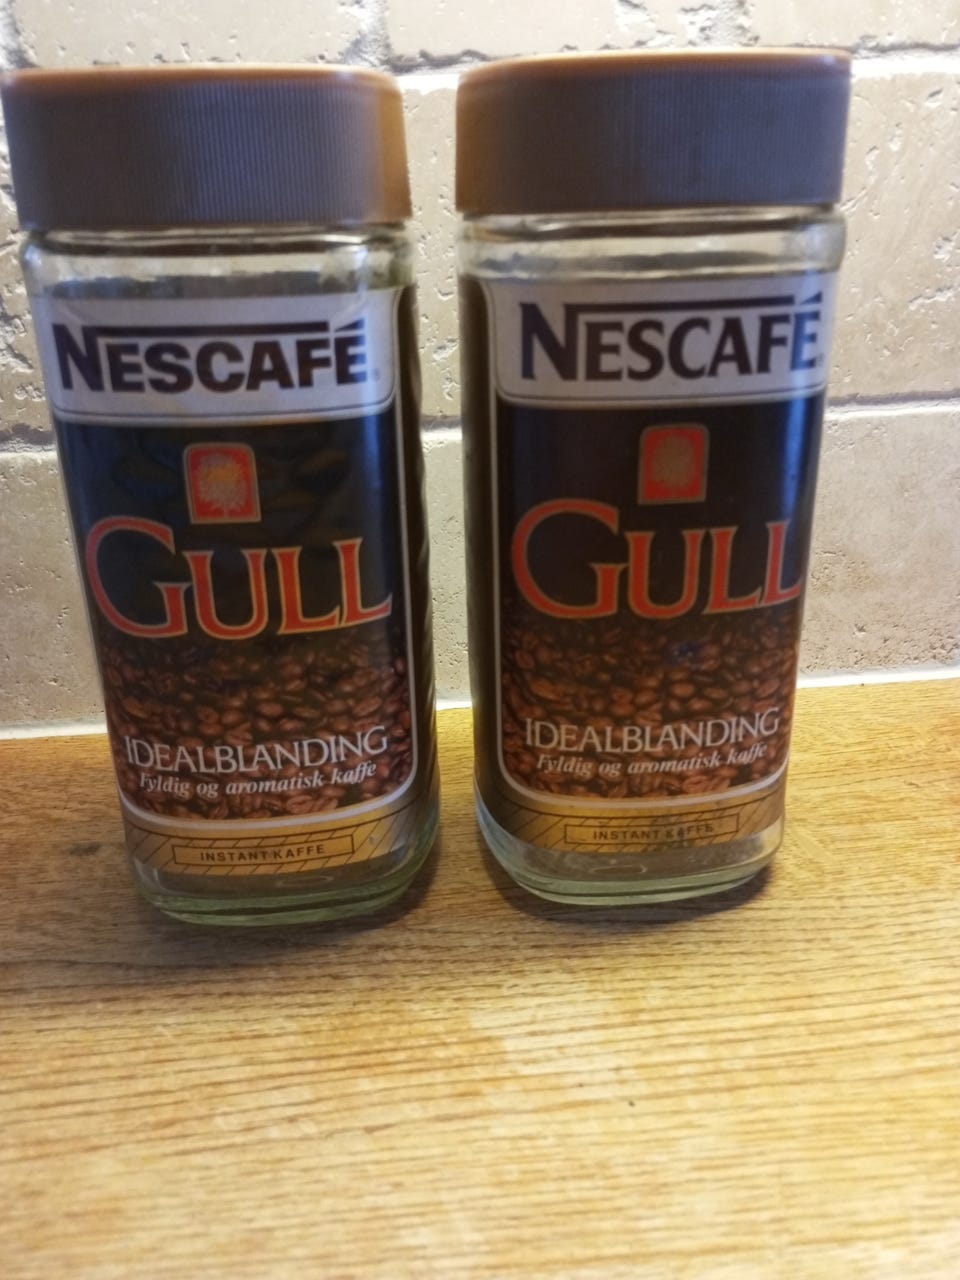 NESCAFÉ
GULL
IDEALBLANDING
Fyldig og aromatisk kaffe
INSTANT KAFFE
NESCAFÉ
GULL
IDEALBLANDING
Fyldig og aromatisk kaffe
INSTANT KAFFE